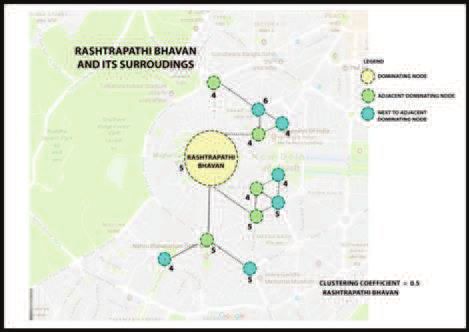 RASHTRAPATHI BHAVAN
AND ITS SURROUDINGS
LEGEND
DOMINATING NODE
ADJACENT DOMINATING NODE
NEXT TO ADJACENT
DOMINATING NODE
4
6
4
4
5
RASHTRAPATHI
BHAVAN
4
4
5
5
5
4
5
CLUSTERING COEFFICIENT = 0.5
RASHTRAPATHI BHAVAN
Google